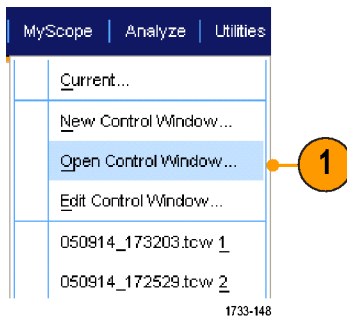 MyScope | Analyze | Utilities
Current...
New Control Window...
Open Control Window...
1
Edit Control Window...
050914_173203.tcw 1
050914_172529.tcw 2
1733-148